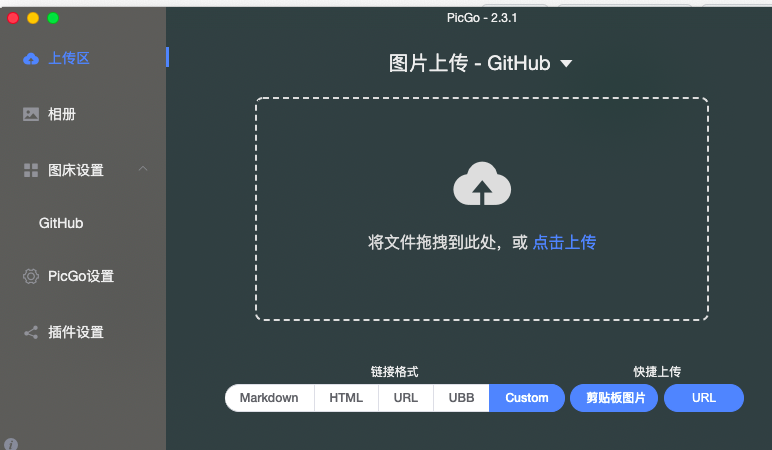 PicGo - 2.3.1
上传区
相册
图床设置
GitHub
PicGo设置
插件设置
图片上传 - GitHub
将文件拖拽到此处，或 点击上传
链接格式
Markdown HTML URL UBB Custom
快捷上传
剪贴板图片 URL
i